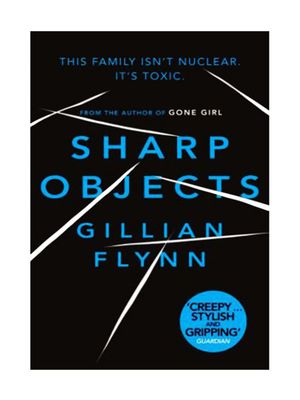 THIS FAMILY ISN'T NUCLEAR.
IT'S TOXIC.
FROM THE AUTHOR OF GONE GIRL
SHARP
OBJECTS
GILLIAN
FLYNN
'CREEPY...
STYLISH
AND
GRIPPING'
GUARDIAN